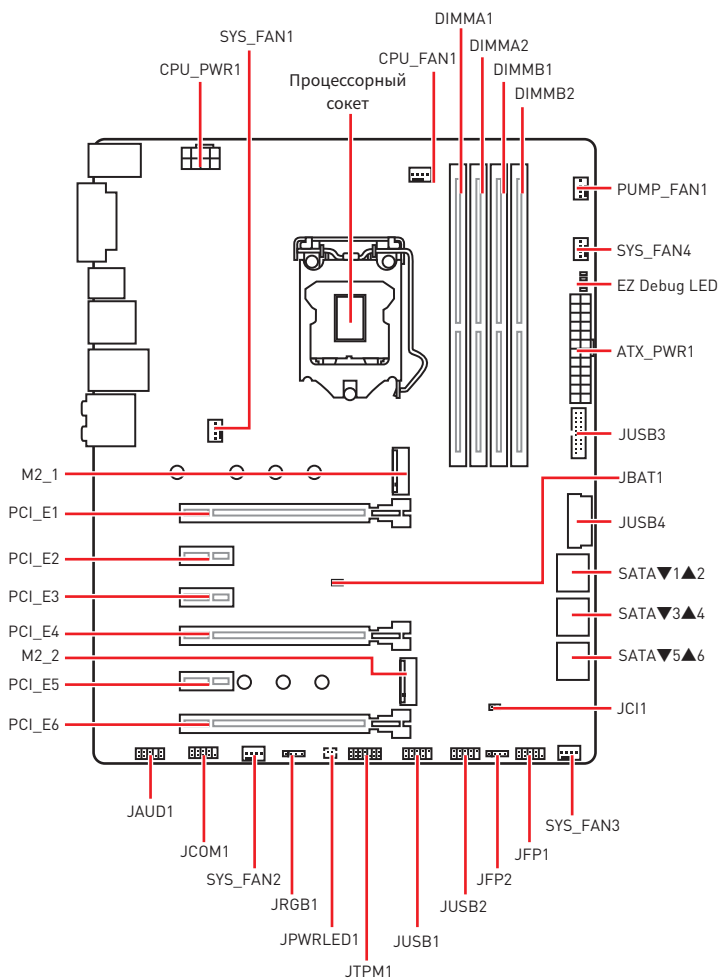 DIMMA1
SYS_FAN1
DIMMA2
CPU_FAN1
CPU_PWR1
DIMMB1
Процессорный
сокет
DIMMB2
PUMP_FAN1
SYS_FAN4
EZ Debug LED
ATX_PWR1
JUSB3
M2_1
JBAT1
PCI_E1
JUSB4
PCI_E2
SATA▼1▲2
PCI_E3
SATA▼3▲4
PCI_E4
M2_2
SATA▼5▲6
PCI_E5
JCI1
PCI_E6
JAUD1
SYS_FAN3
JCOM1
JFP1
SYS_FAN2
JFP2
JRGB1
JUSB2
JPWRLED1
JUSB1
JTPM1